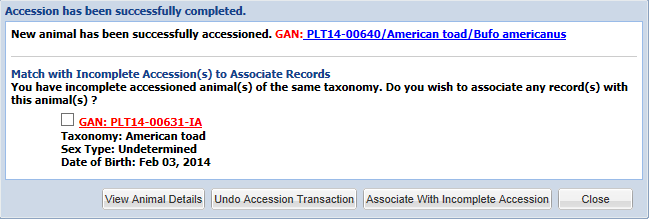 Accession has been successfully completed.
New animal has been successfully accessioned. GAN: PLT14-00640/American toad/Bufo americanus
Match with Incomplete Accession(s) to Associate Records
You have incomplete accessioned animal(s) of the same taxonomy. Do you wish to associate any record(s) with
this animal(s) ?
GAN: PLT14-00631-IA
Taxonomy: American toad
Sex Type: Undetermined
Date of Birth: Feb 03, 2014
View Animal Details Undo Accession Transaction Associate With Incomplete Accession Close